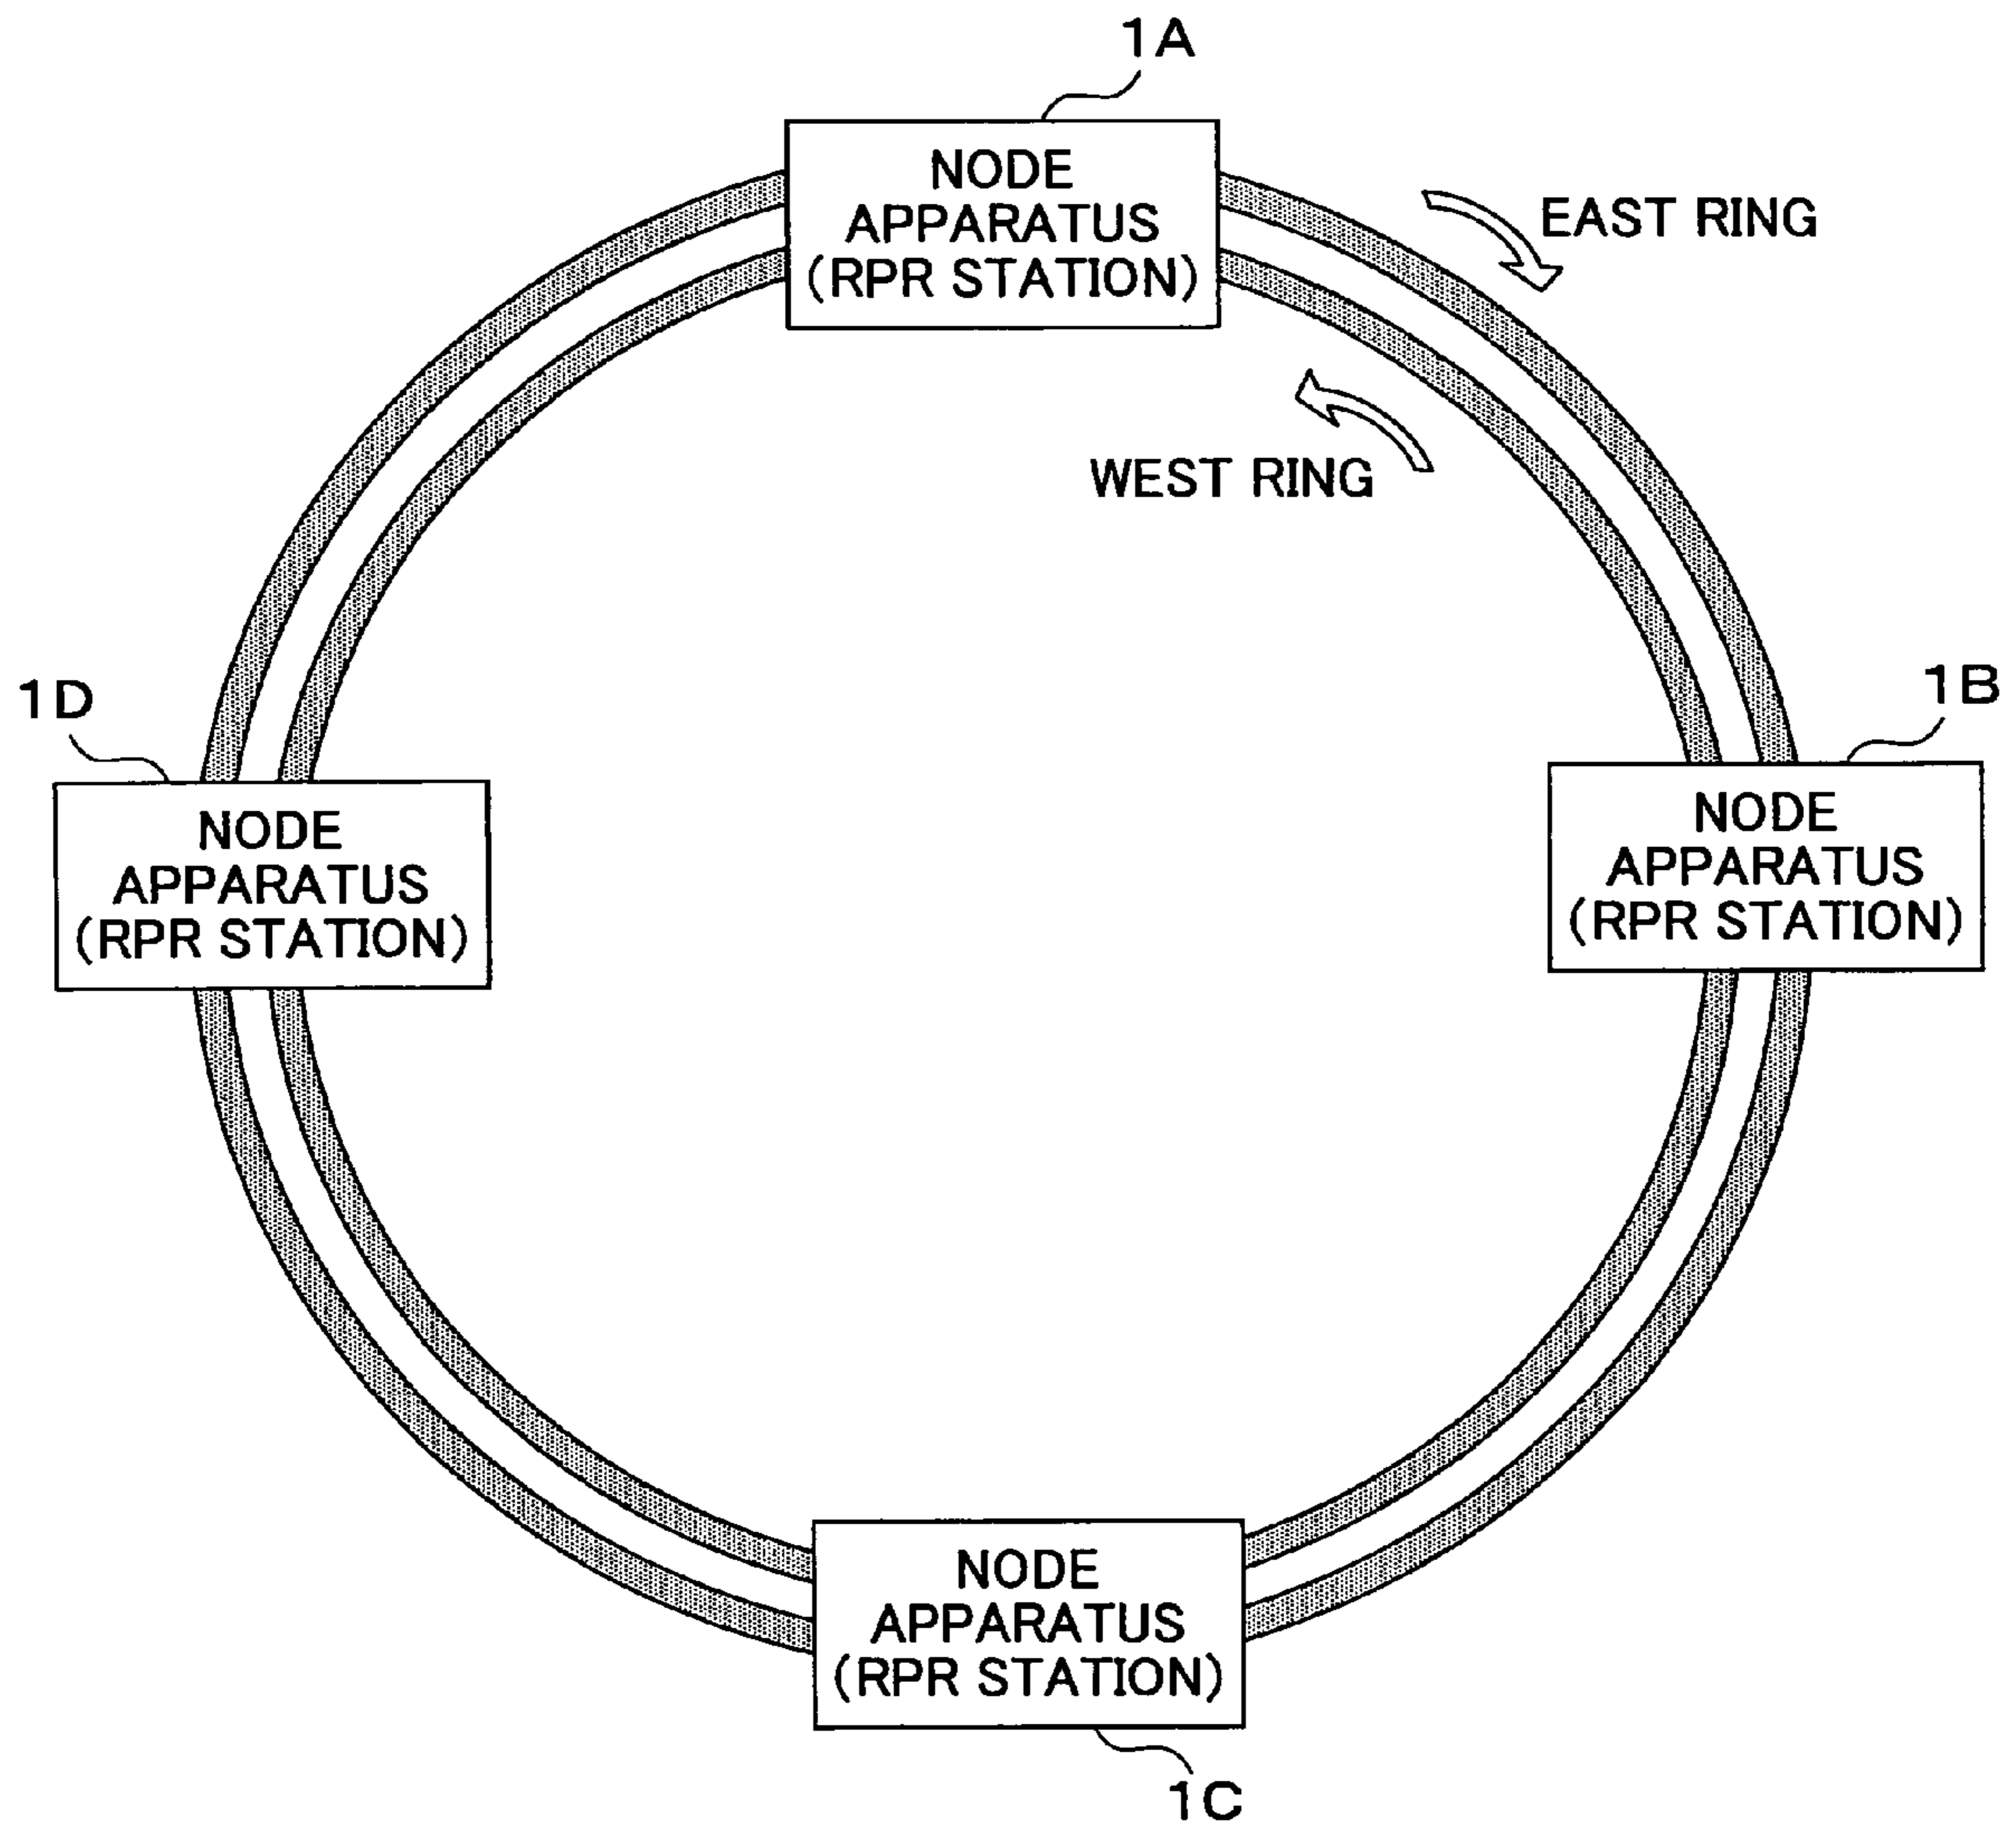 1A
NODE
APPARATUS
(RPR STATION)
EAST RING
WEST RING
1D
NODE
APPARATUS
(RPR STATION)
1B
NODE
APPARATUS
(RPR STATION)
NODE
APPARATUS
(RPR STATION)
1C